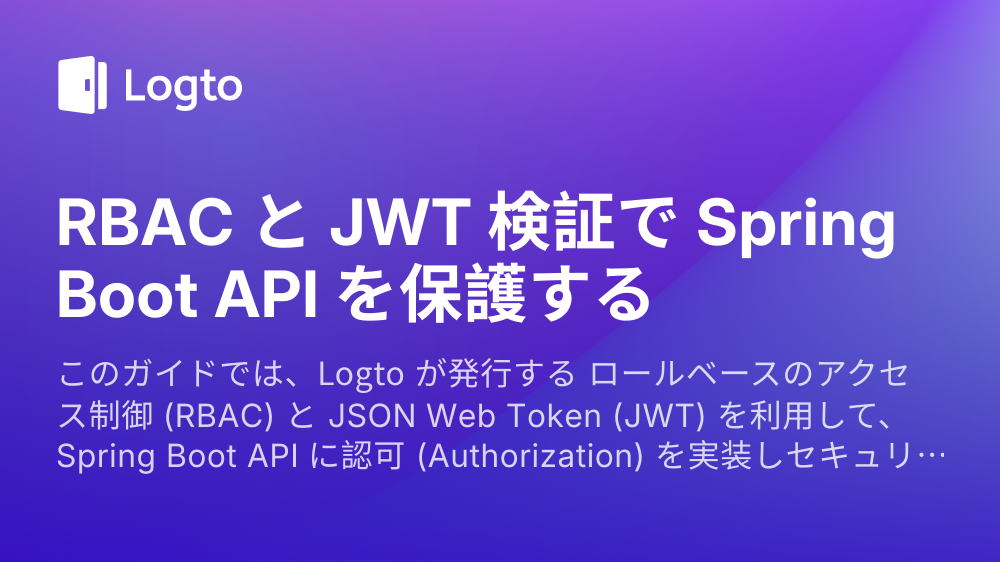 Logto
RBAC と JWT 検証で Spring
Boot API を保護する
このガイドでは、Logto が発行する ロールベースのアクセ
ス制御 (RBAC) と JSON Web Token (JWT) を利用して、
Spring Boot API に認可 (Authorization) を実装しセキュリ…